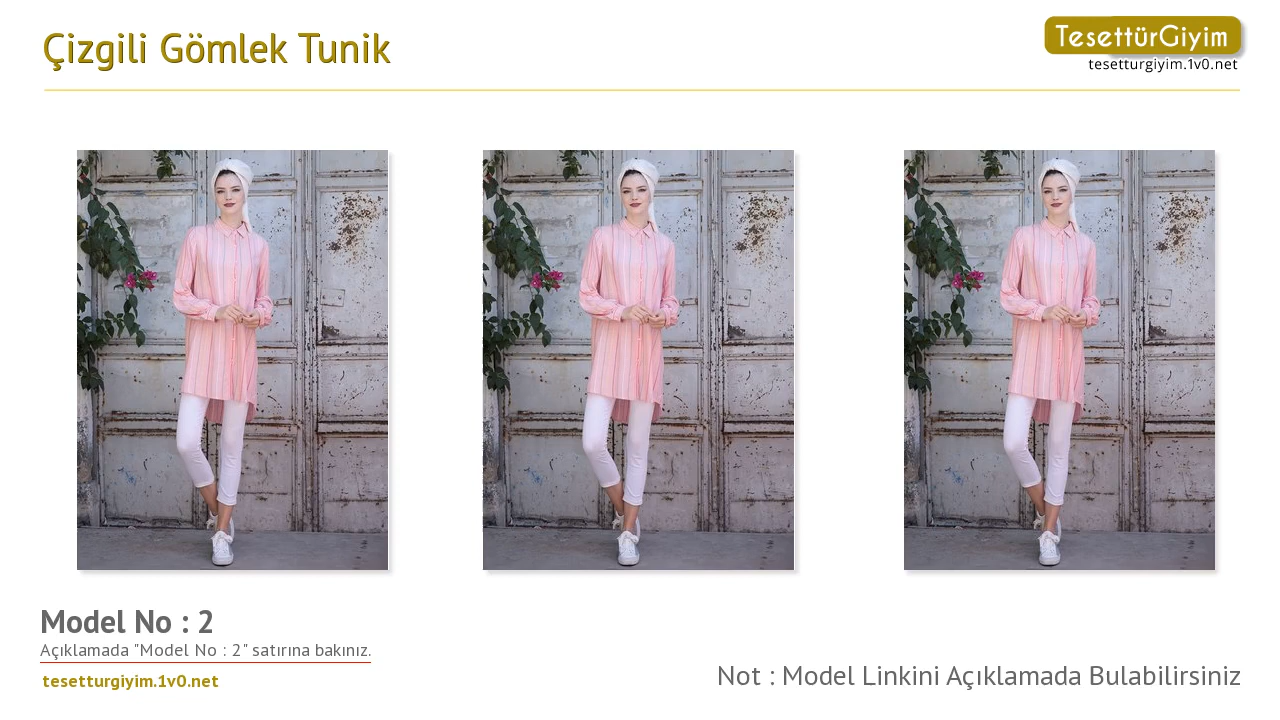 Çizgili Gömlek Tunik
TesettürGiyim
tesetturgiyim.1v0.net
Model No : 2
Açıklamada "Model No : 2" satırına bakınız.
tesetturgiyim.1v0.net
Not : Model Linkini Açıklamada Bulabilirsiniz